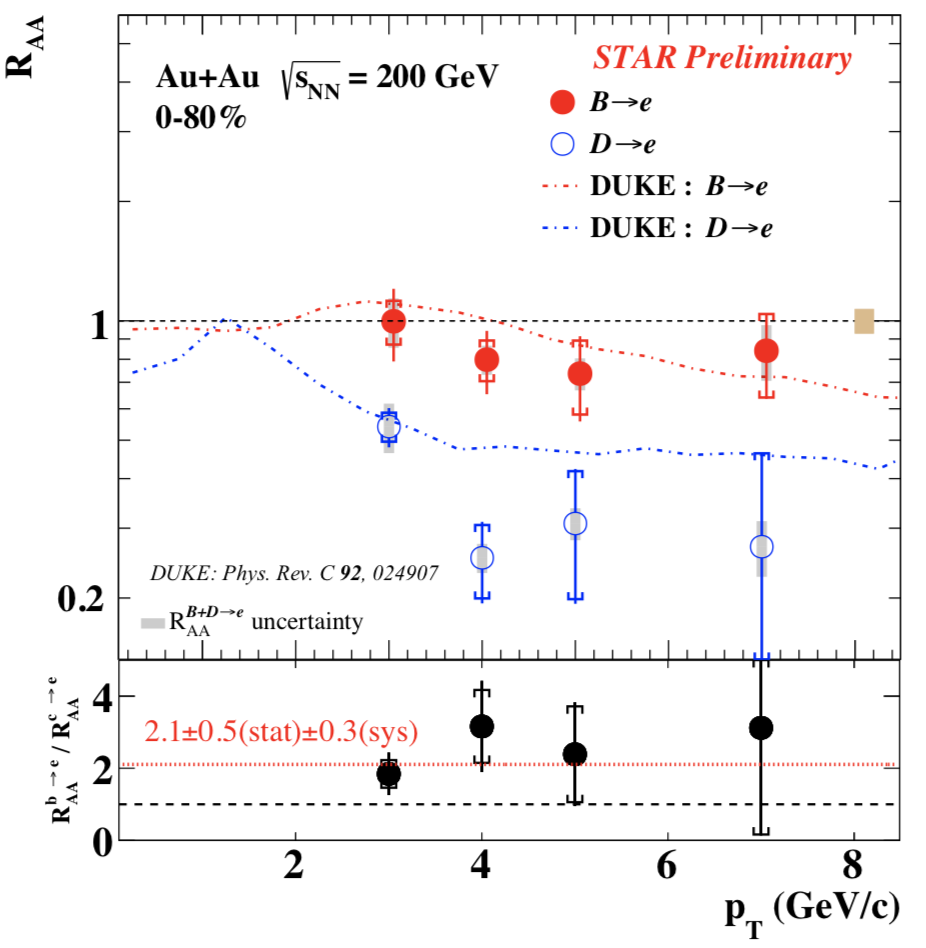 R_AA
Au+Au √s_NN = 200 GeV
0-80%
STAR Preliminary
B→e
D→e
DUKE : B→e
DUKE : D→e
1
DUKE: Phys. Rev. C 92, 024907
0.2
R_AA^{B+D→e} uncertainty
R_AA^{b→e} / R_AA^{c→e}
4
2.1±0.5(stat)±0.3(sys)
2
0
2 4 6 8
p_T (GeV/c)